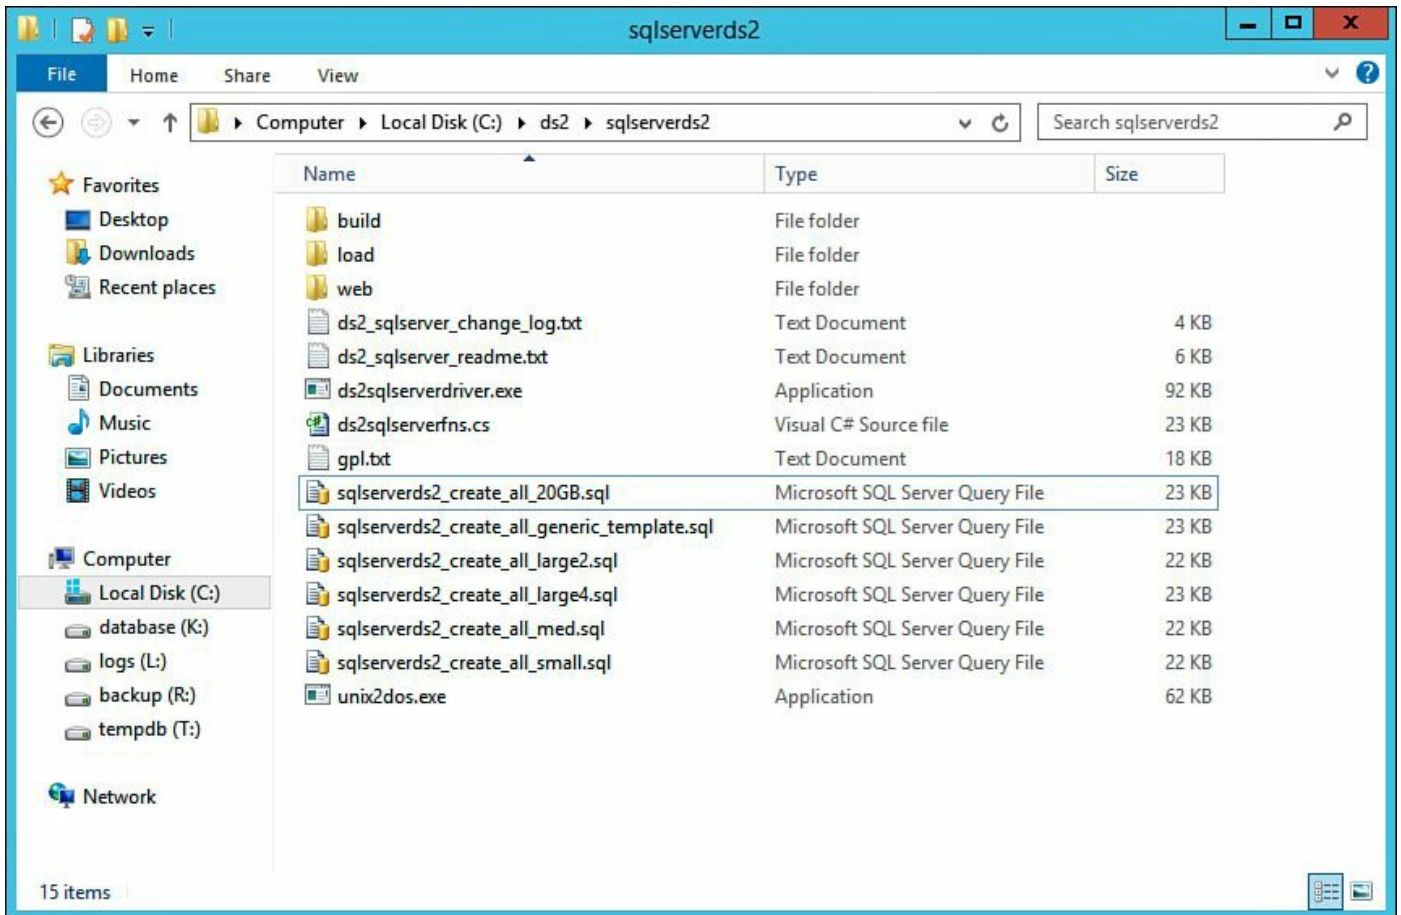 sqlserverds2
File Home Share View
Computer Local Disk (C:) ds2 sqlserverds2 Search sqlserverds2
Name Type Size
Favorites
Desktop
Downloads
Recent places
Libraries
Documents
Music
Pictures
Videos
Computer
Local Disk (C:)
database (K:)
logs (L:)
backup (R:)
tempdb (T:)
Network
build File folder
load File folder
web File folder
ds2_sqlserver_change_log.txt Text Document 4 KB
ds2_sqlserver_readme.txt Text Document 6 KB
ds2sqlserverdriver.exe Application 92 KB
ds2sqlserverfns.cs Visual C# Source file 23 KB
gpl.txt Text Document 18 KB
sqlserverds2_create_all_20GB.sql Microsoft SQL Server Query File 23 KB
sqlserverds2_create_all_generic_template.sql Microsoft SQL Server Query File 23 KB
sqlserverds2_create_all_large2.sql Microsoft SQL Server Query File 22 KB
sqlserverds2_create_all_large4.sql Microsoft SQL Server Query File 23 KB
sqlserverds2_create_all_med.sql Microsoft SQL Server Query File 22 KB
sqlserverds2_create_all_small.sql Microsoft SQL Server Query File 22 KB
unix2dos.exe Application 62 KB
15 items